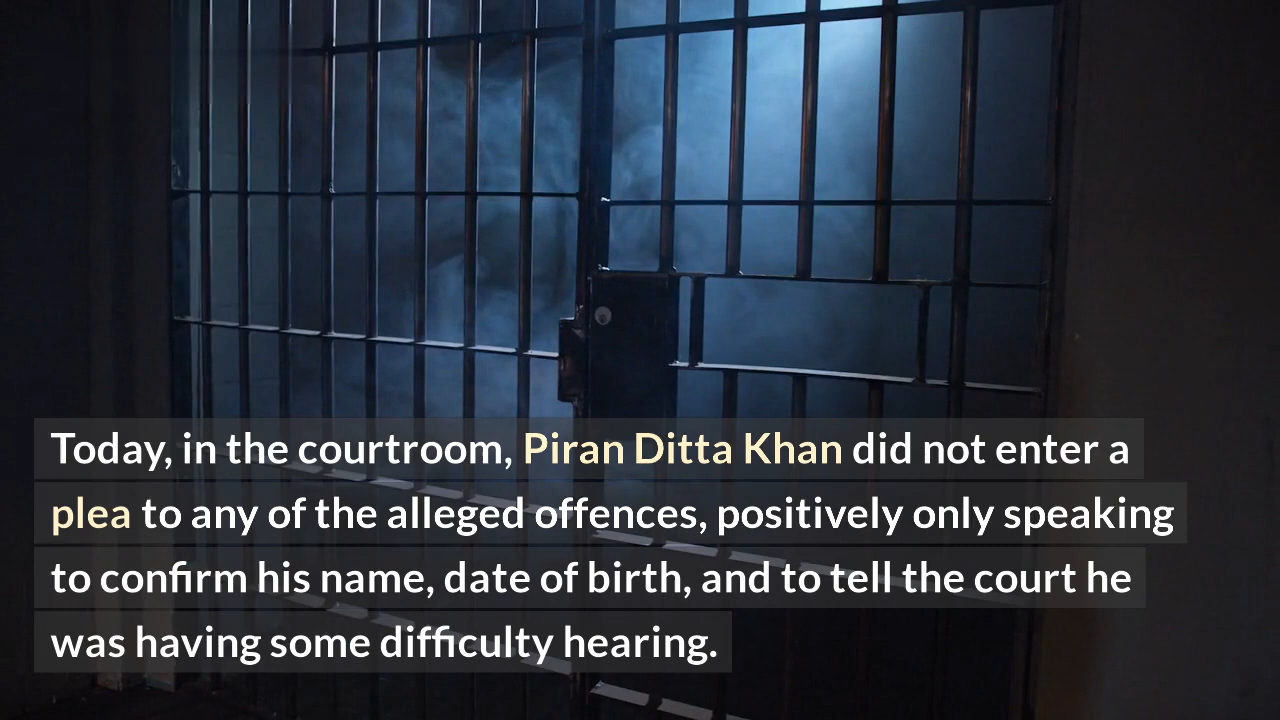 Today, in the courtroom, Piran Ditta Khan did not enter a
plea to any of the alleged offences, positively only speaking
to confirm his name, date of birth, and to tell the court he
was having some difficulty hearing.